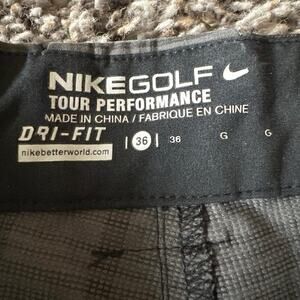 NIKEGOLF
TOUR PERFORMANCE
MADE IN CHINA / FABRIQUE EN CHINE
DRI-FIT | 36 | 36 G G
nikebetterworld.com